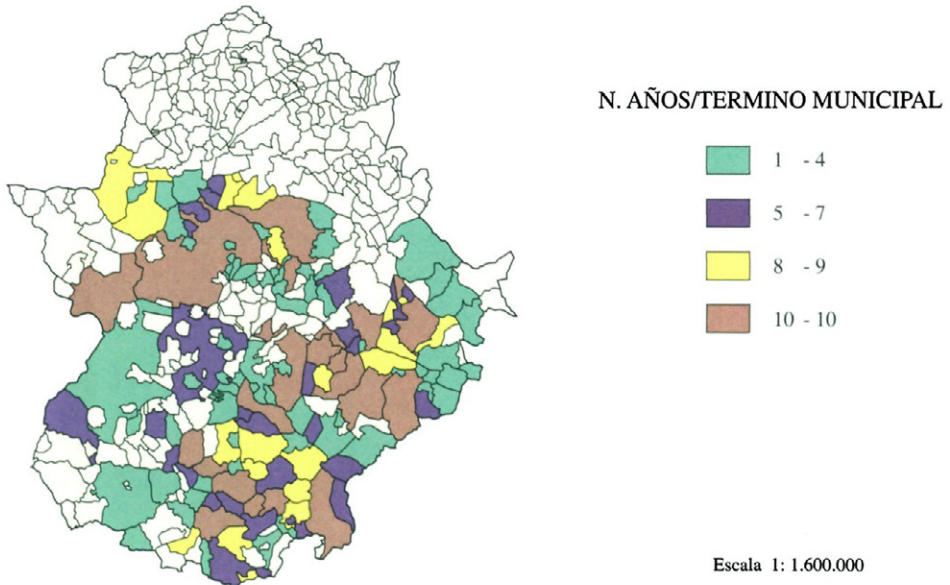 N. AÑOS/TERMINO MUNICIPAL
1 - 4
5 - 7
8 - 9
10 - 10
Escala 1: 1.600.000